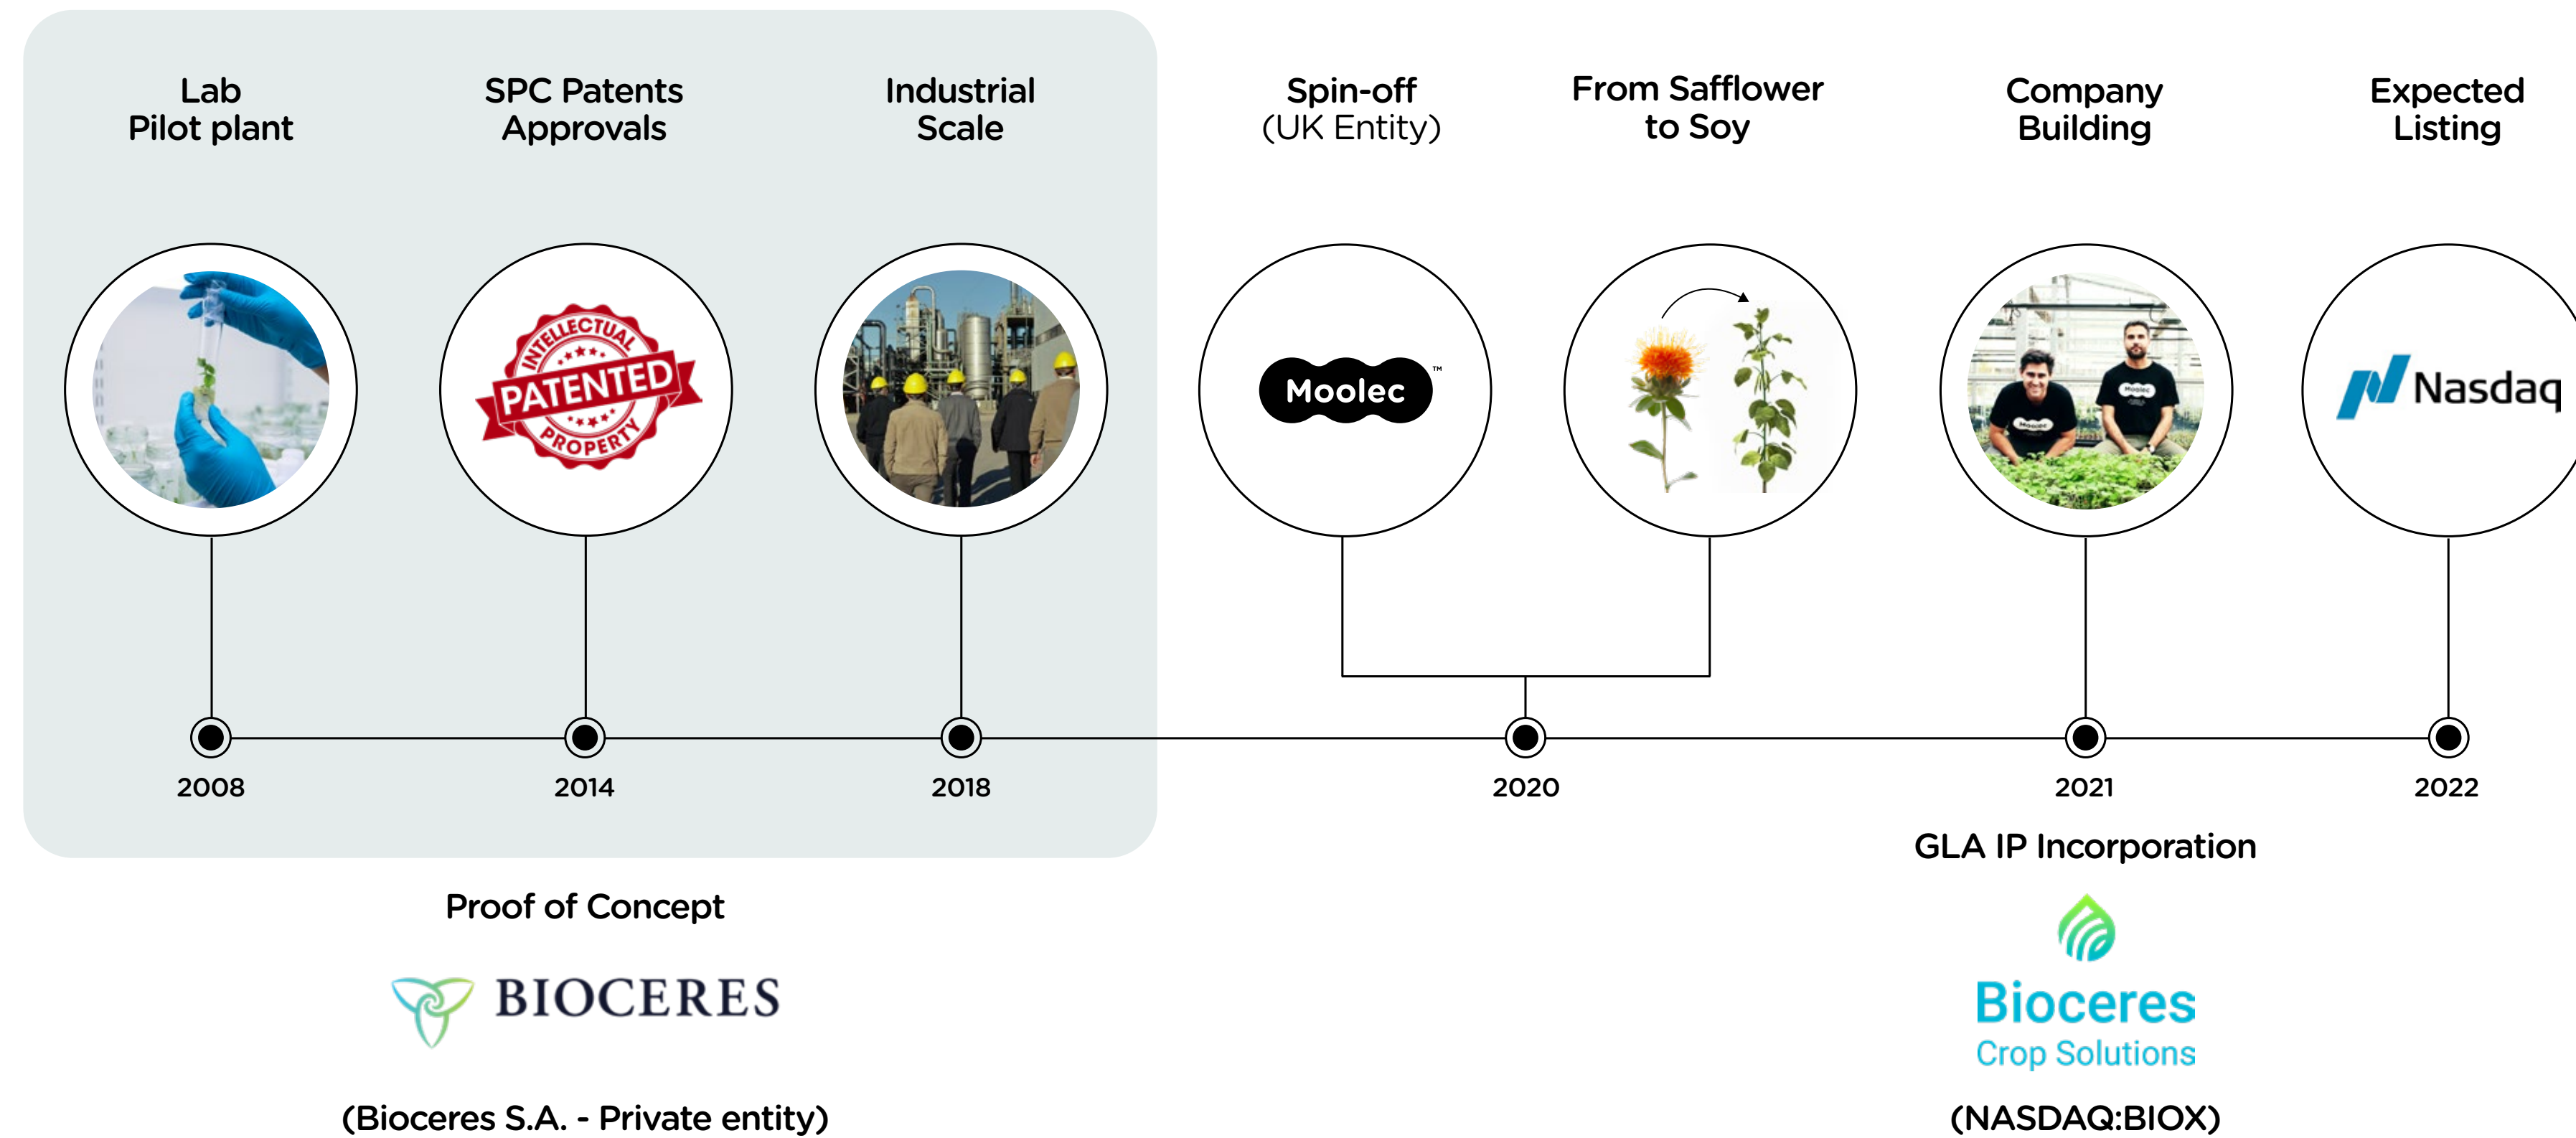 Lab
Pilot plant
SPC Patents
Approvals
Industrial
Scale
Spin-off
(UK Entity)
From Safflower
to Soy
Company
Building
Expected
Listing
INTELLECTUAL
PATENTED
PROPERTY
Moolec™
Moolec
Moolec
Nasdaq
2008
2014
2018
2020
2021
2022
Proof of Concept
BIOCERES
(Bioceres S.A. - Private entity)
GLA IP Incorporation
Bioceres
Crop Solutions
(NASDAQ:BIOX)